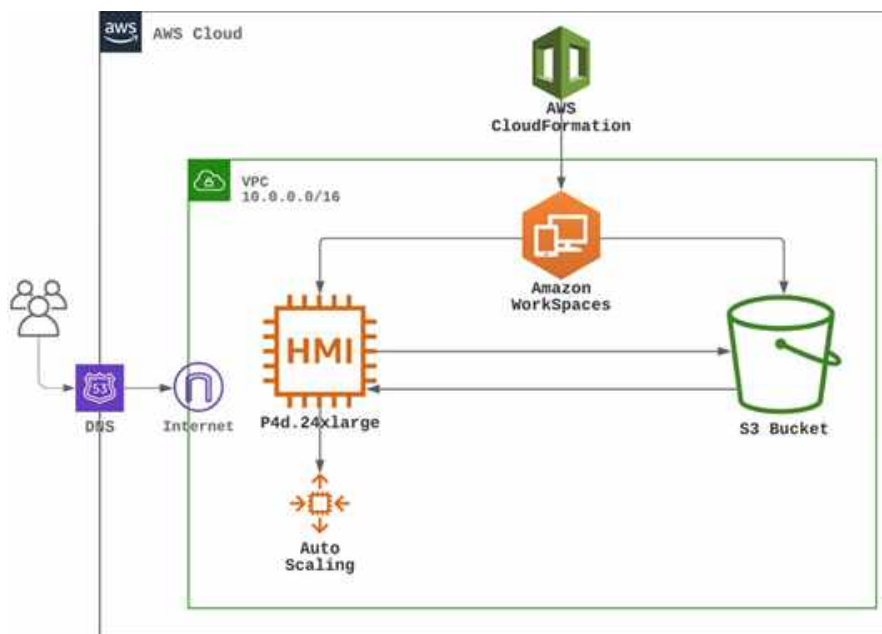 aws
AWS Cloud
AWS
CloudFormation
VPC
10.0.0.0/16
Amazon
WorkSpaces
HMI
53
DNS
Internet
P4d.24xlarge
S3 Bucket
Auto
Scaling